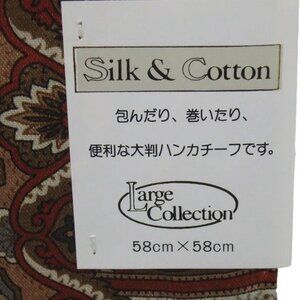 Silk & Cotton
包んだり、巻いたり、
便利な大判ハンカチーフです。
Large
Collection
58cm×58cm